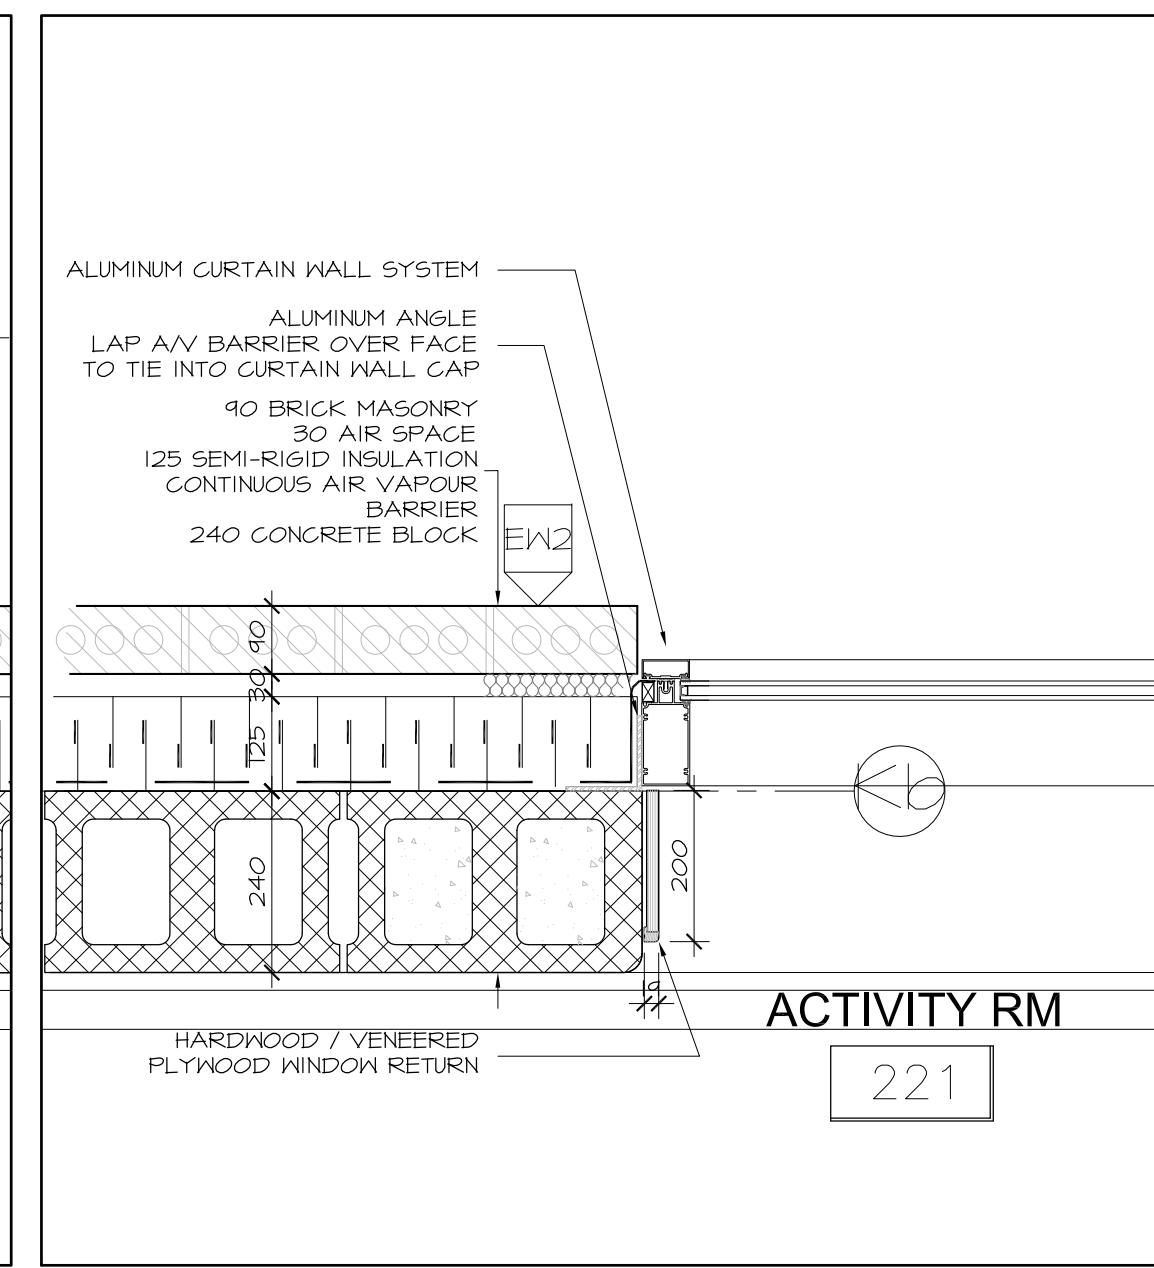 ALUMINUM CURTAIN WALL SYSTEM
ALUMINUM ANGLE
LAP A/V BARRIER OVER FACE
TO TIE INTO CURTAIN WALL CAP
90 BRICK MASONRY
30 AIR SPACE
125 SEMI-RIGID INSULATION
CONTINUOUS AIR VAPOUR
BARRIER
240 CONCRETE BLOCK
EW2
90
30
125
240
200
19
Kb
ACTIVITY RM
221
HARDWOOD / VENEERED
PLYWOOD WINDOW RETURN